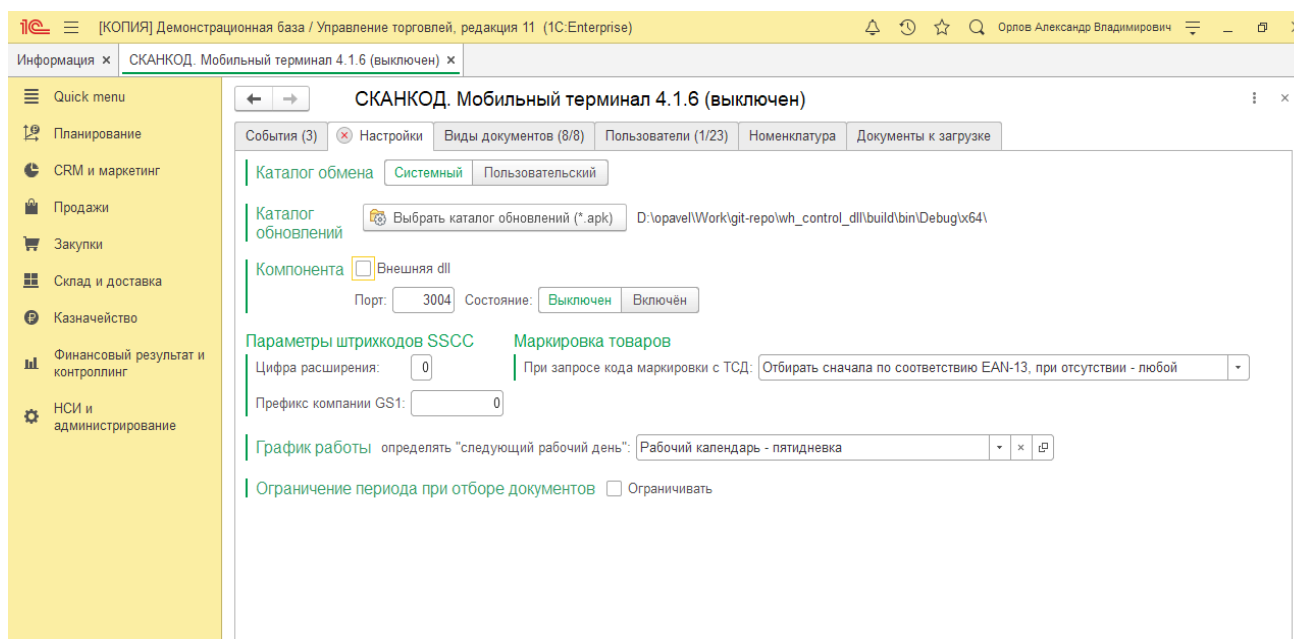 [КОПИЯ] Демонстрационная база / Управление торговлей, редакция 11 (1C:Enterprise)
Орлов Александр Владимирович
Информация
СКАНКОД. Мобильный терминал 4.1.6 (выключен)
Quick menu
Планирование
CRM и маркетинг
Продажи
Закупки
Склад и доставка
Казначейство
Финансовый результат и
контроллинг
НСИ и
администрирование
СКАНКОД. Мобильный терминал 4.1.6 (выключен)
События (3) Настройки Виды документов (8/8) Пользователи (1/23) Номенклатура Документы к загрузке
Каталог обмена Системный Пользовательский
Каталог
обновлений
Выбрать каталог обновлений (*.apk) D:\opavel\Work\git-repo\wh_control_dll\build\bin\Debug\x64\
Компонента Внешняя dll
Порт: 3004 Состояние: Выключен Включён
Параметры штрихкодов SSCC Маркировка товаров
Цифра расширения: 0 При запросе кода маркировки с ТСД: Отбирать сначала по соответствию EAN-13, при отсутствии - любой
Префикс компании GS1: 0
График работы определять "следующий рабочий день": Рабочий календарь - пятидневка
Ограничение периода при отборе документов Ограничивать